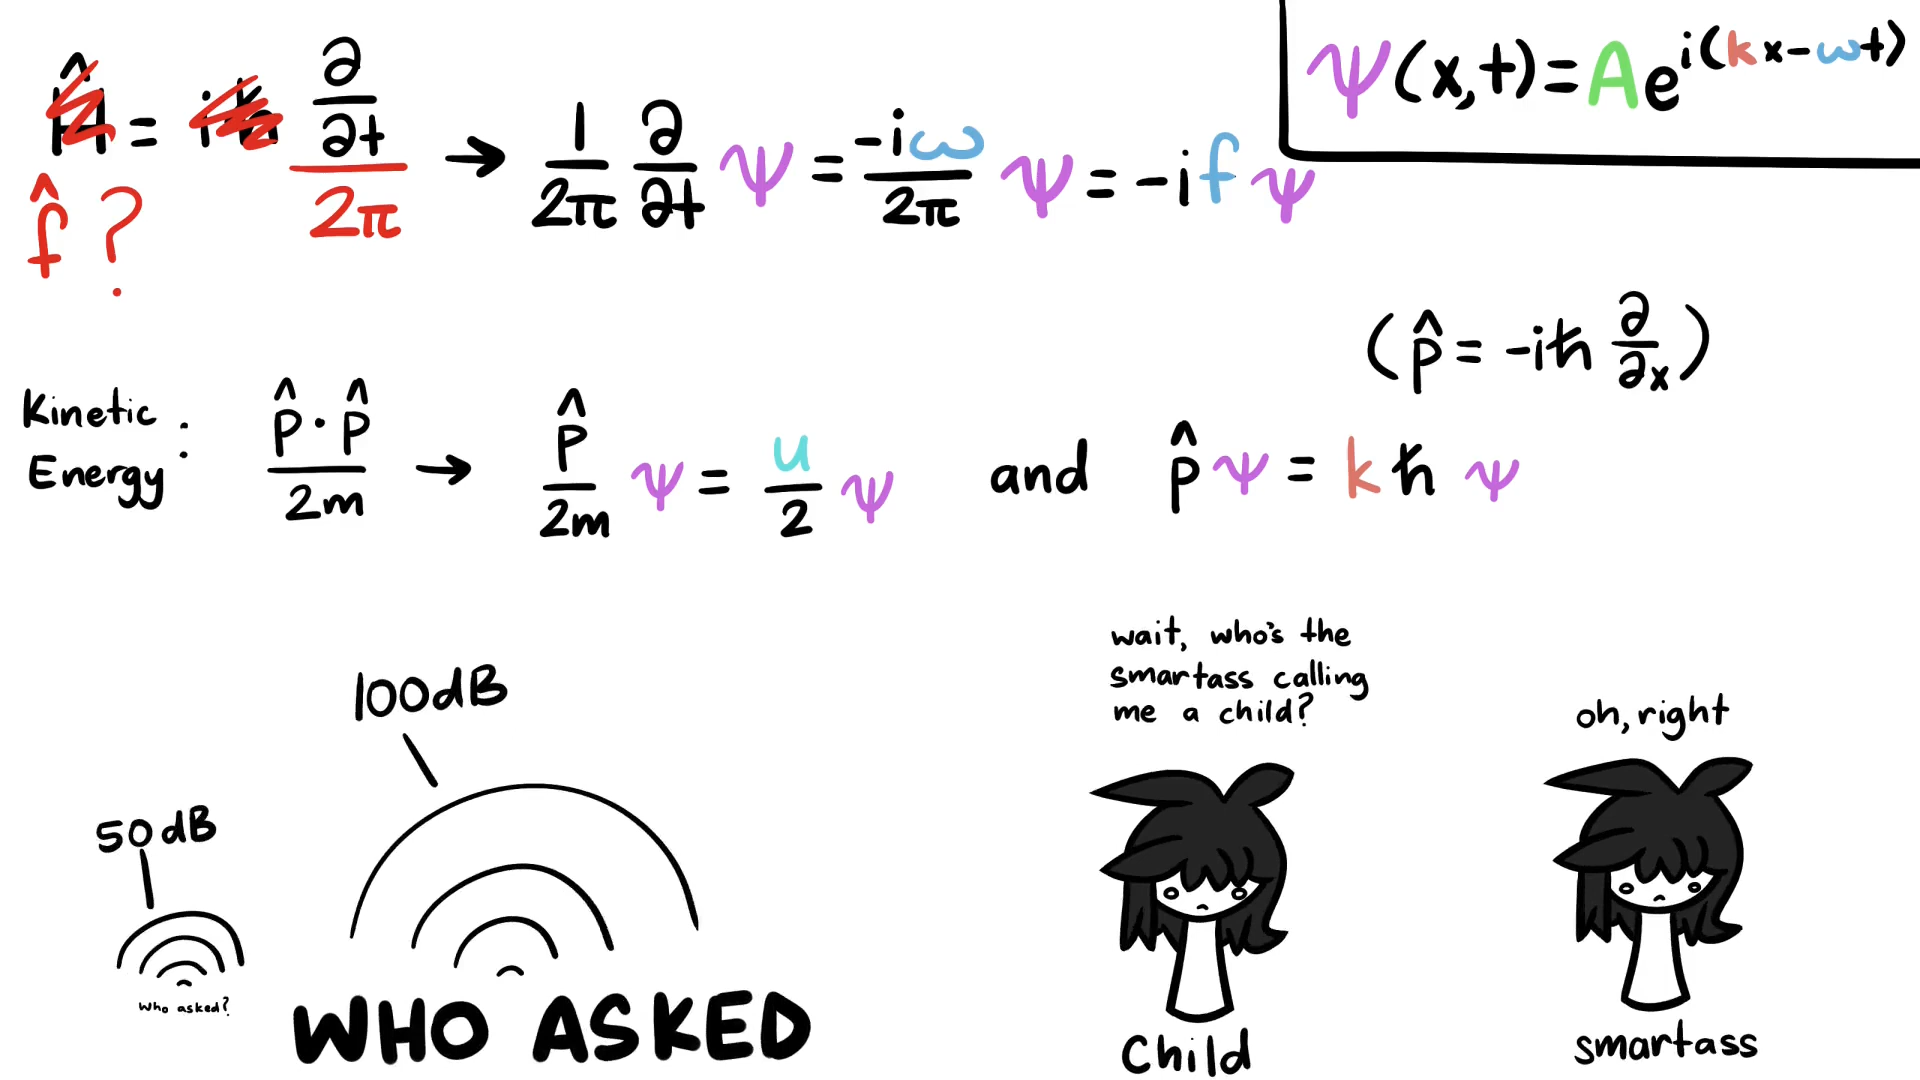 Ψ(x,t)=Ae^{i(kx-ωt)}
Ĥ = iħ ∂/∂t / 2π → 1/2π ∂/∂t Ψ = -iω/2π Ψ = -if Ψ
f̂ ?
(p̂ = -iħ ∂/∂x)
Kinetic Energy : p̂·p̂/2m → p̂/2m Ψ = u/2 Ψ and p̂Ψ = kħ Ψ
wait, who's the
smartass calling
me a child?
oh, right
100dB
50dB
who asked?
WHO ASKED
Child
smartass